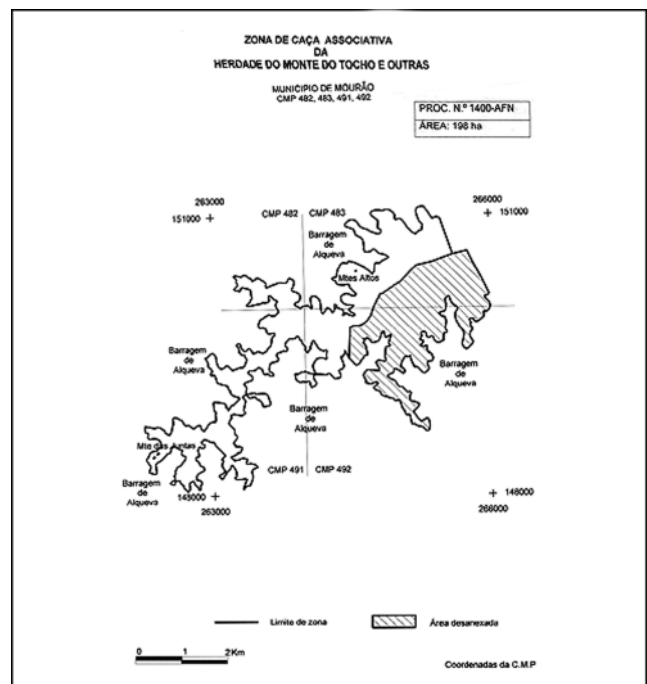 ZONA DE CAÇA ASSOCIATIVA
DA
HERDADE DO MONTE DO TOCHO E OUTRAS
MUNICÍPIO DE MOURÃO
CMP 482, 483, 491, 492
PROC. N.º 1400-AFN
ÁREA: 198 ha
263000
151000
CMP 482
CMP 483
266000
151000
Barragem
de
Alqueva
Mtes Altos
Barragem
de
Alqueva
Barragem
de
Alqueva
Barragem
de
Alqueva
Mte das Juntas
Barragem
de
Alqueva
CMP 491
CMP 492
148000
263000
148000
266000
Limite de zona
Área desanexada
0 1 2 Km
Coordenadas da C.M.P